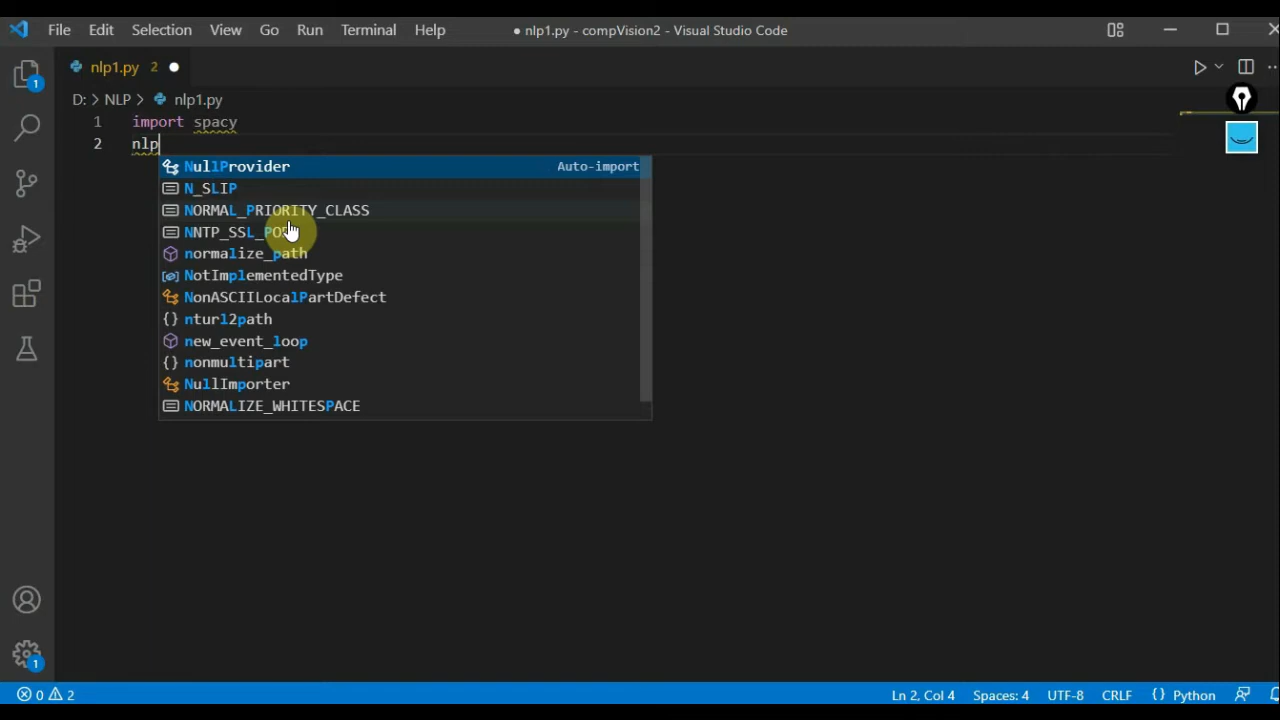 File Edit Selection View Go Run Terminal Help ● nlp1.py - compVision2 - Visual Studio Code
nlp1.py 2
D: > NLP > nlp1.py
1 import spacy
2 nlp
NullProvider Auto-import
N_SLIP
NORMAL_PRIORITY_CLASS
normalize_path
NotImplementedType
NonASCIILocalPartDefect
nturl2path
new_event_loop
nonmultipart
NullImporter
NORMALIZE_WHITESPACE
1
1
0 2 Ln 2, Col 4 Spaces: 4 UTF-8 CRLF {} Python